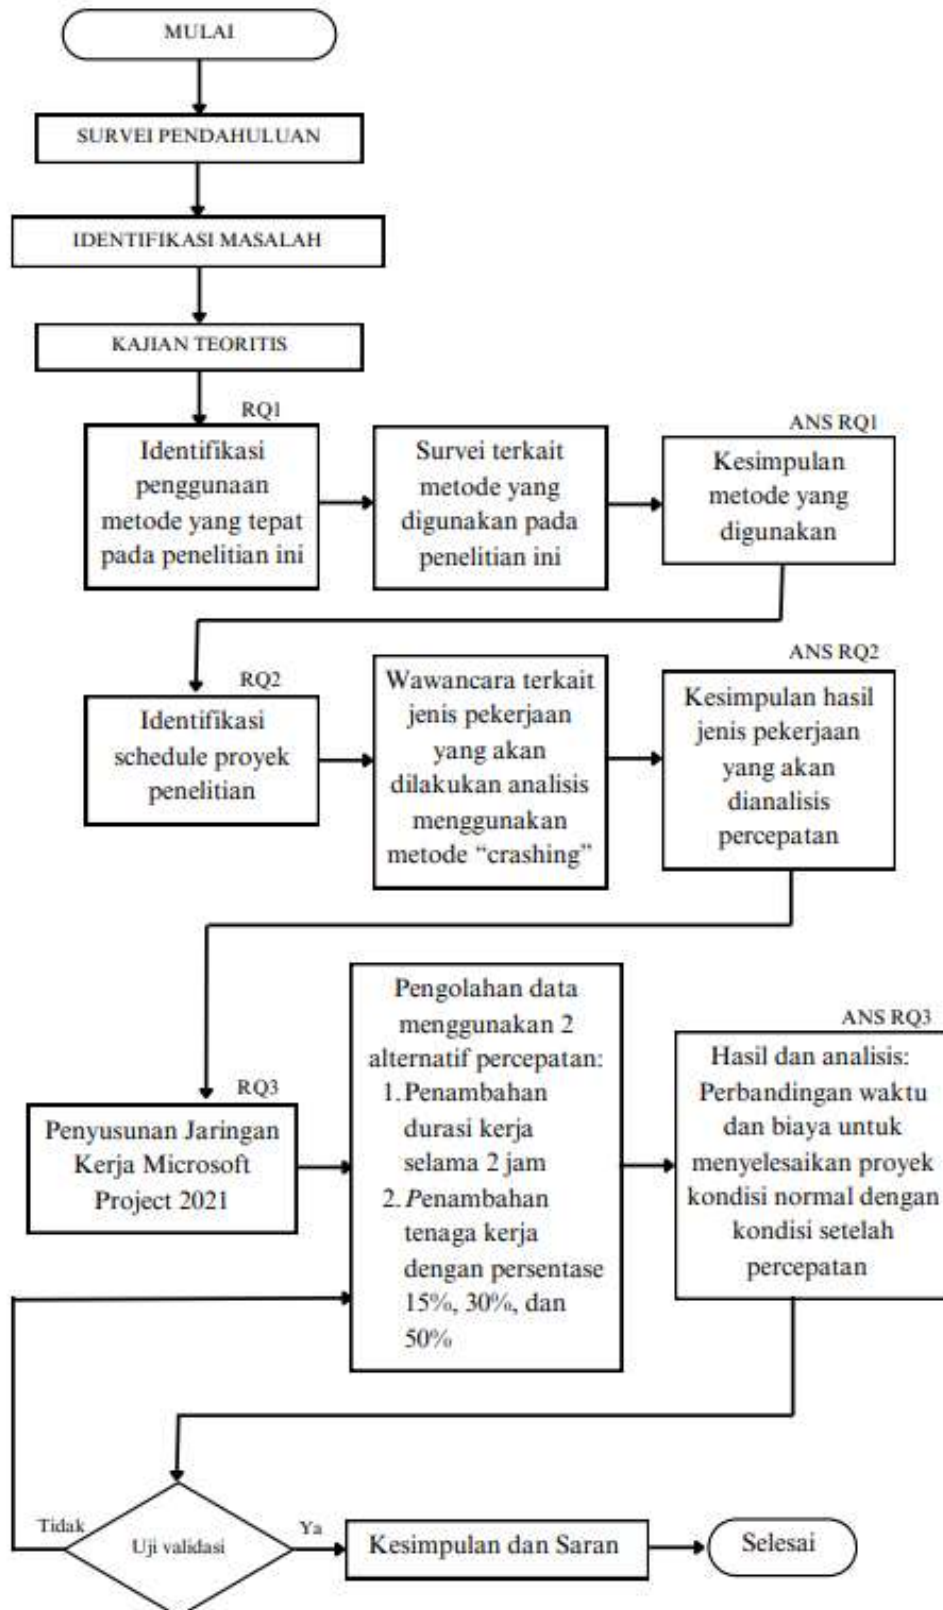 MULAI
SURVEI PENDAHULUAN
IDENTIFIKASI MASALAH
KAJIAN TEORITIS
RQ1
Identifikasi
penggunaan
metode yang tepat
pada penelitian ini
Survei terkait
metode yang
digunakan pada
penelitian ini
ANS RQ1
Kesimpulan
metode yang
digunakan
RQ2
Identifikasi
schedule proyek
penelitian
Wawancara terkait
jenis pekerjaan
yang akan
dilakukan analisis
menggunakan
metode “crashing”
ANS RQ2
Kesimpulan hasil
jenis pekerjaan
yang akan
dianalisis
percepatan
RQ3
Penyusunan Jaringan
Kerja Microsoft
Project 2021
Pengolahan data
menggunakan 2
alternatif percepatan:
1. Penambahan
durasi kerja
selama 2 jam
2. Penambahan
tenaga kerja
dengan persentase
15%, 30%, dan
50%
ANS RQ3
Hasil dan analisis:
Perbandingan waktu
dan biaya untuk
menyelesaikan proyek
kondisi normal dengan
kondisi setelah
percepatan
Tidak
Uji validasi
Ya
Kesimpulan dan Saran
Selesai